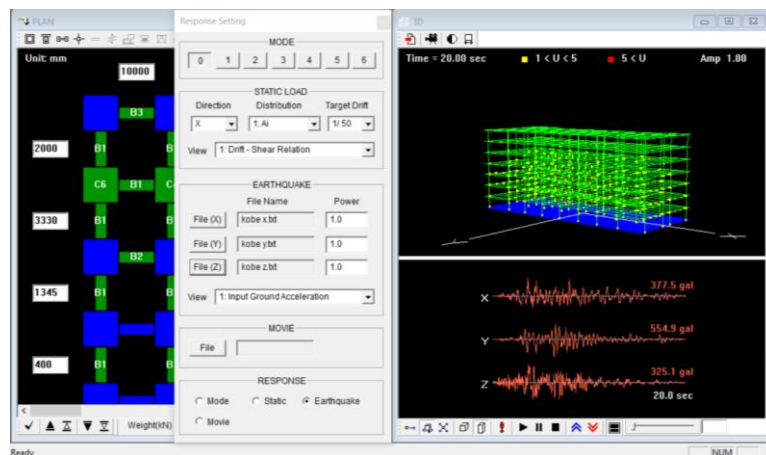 PLAN
Unit: mm
10000
B3
2000
B1
B
C6
B1
C
3330
B1
B
B2
1345
B1
B
400
B1
B
Weight(kN)
Ready
Response Setting
MODE
0 1 2 3 4 5 6
STATIC LOAD
Direction Distribution Target Drift
X 1: Ai 1/ 50
View 1: Drift - Shear Relation
EARTHQUAKE
File Name Power
File (X) kobe x.txt 1.0
File (Y) kobe y.txt 1.0
File (Z) kobe z.txt 1.0
View 1: Input Ground Acceleration
MOVIE
File
RESPONSE
Mode Static Earthquake
Movie
3D
Time = 20.00 sec 1 < U < 5 5 < U Amp 1.00
377.5 gal
X
554.9 gal
Y
325.1 gal
Z
20.0 sec
NUM